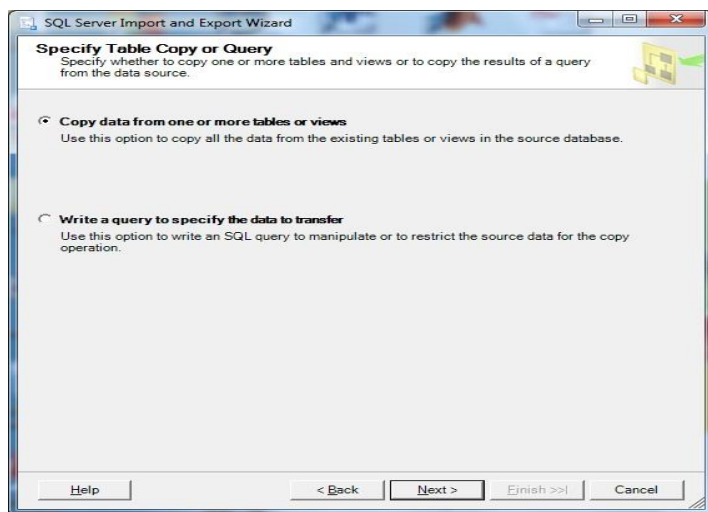 SQL Server Import and Export Wizard
Specify Table Copy or Query
Specify whether to copy one or more tables and views or to copy the results of a query
from the data source.
Copy data from one or more tables or views
Use this option to copy all the data from the existing tables or views in the source database.
Write a query to specify the data to transfer
Use this option to write an SQL query to manipulate or to restrict the source data for the copy
operation.
Help
< Back
Next >
Finish >>|
Cancel